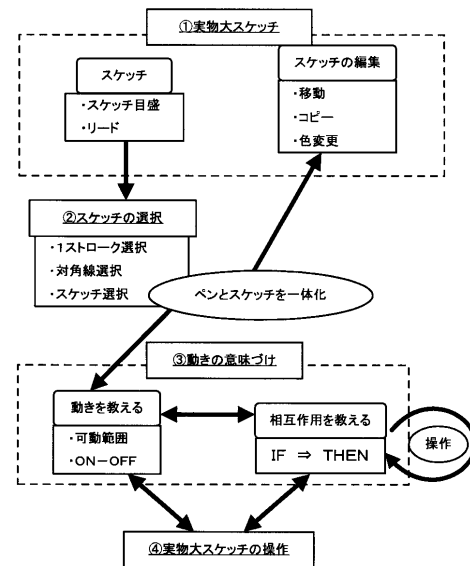 ①実物大スケッチ
スケッチ
・スケッチ目盛
・リード
スケッチの編集
・移動
・コピー
・色変更
②スケッチの選択
・1ストローク選択
・対角線選択
・スケッチ選択
ペンとスケッチを一体化
③動きの意味づけ
動きを教える
・可動範囲
・ON－OFF
相互作用を教える
IF ⇒ THEN
操作
④実物大スケッチの操作